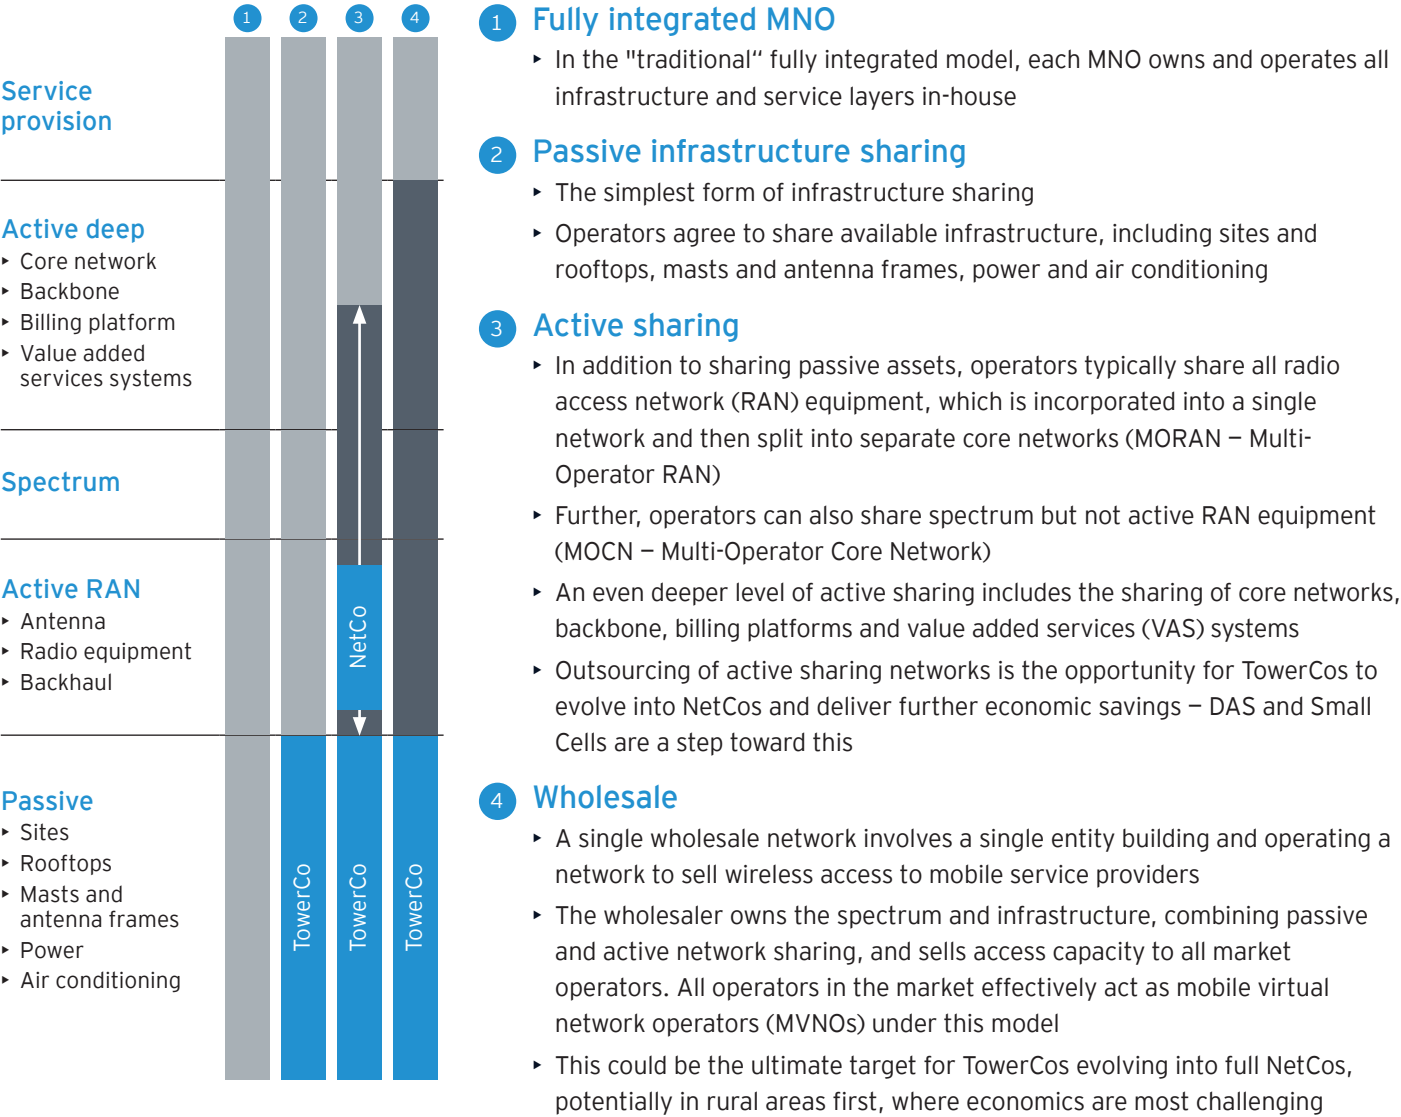 1 2 3 4
Service
provision
Active deep
‣ Core network
‣ Backbone
‣ Billing platform
‣ Value added
services systems
Spectrum
Active RAN
‣ Antenna
‣ Radio equipment
‣ Backhaul
Passive
‣ Sites
‣ Rooftops
‣ Masts and
antenna frames
‣ Power
‣ Air conditioning
NetCo
TowerCo
TowerCo
TowerCo
1 Fully integrated MNO
‣ In the "traditional“ fully integrated model, each MNO owns and operates all
infrastructure and service layers in-house
2 Passive infrastructure sharing
‣ The simplest form of infrastructure sharing
‣ Operators agree to share available infrastructure, including sites and
rooftops, masts and antenna frames, power and air conditioning
3 Active sharing
‣ In addition to sharing passive assets, operators typically share all radio
access network (RAN) equipment, which is incorporated into a single
network and then split into separate core networks (MORAN — Multi-
Operator RAN)
‣ Further, operators can also share spectrum but not active RAN equipment
(MOCN — Multi-Operator Core Network)
‣ An even deeper level of active sharing includes the sharing of core networks,
backbone, billing platforms and value added services (VAS) systems
‣ Outsourcing of active sharing networks is the opportunity for TowerCos to
evolve into NetCos and deliver further economic savings — DAS and Small
Cells are a step toward this
4 Wholesale
‣ A single wholesale network involves a single entity building and operating a
network to sell wireless access to mobile service providers
‣ The wholesaler owns the spectrum and infrastructure, combining passive
and active network sharing, and sells access capacity to all market
operators. All operators in the market effectively act as mobile virtual
network operators (MVNOs) under this model
‣ This could be the ultimate target for TowerCos evolving into full NetCos,
potentially in rural areas first, where economics are most challenging